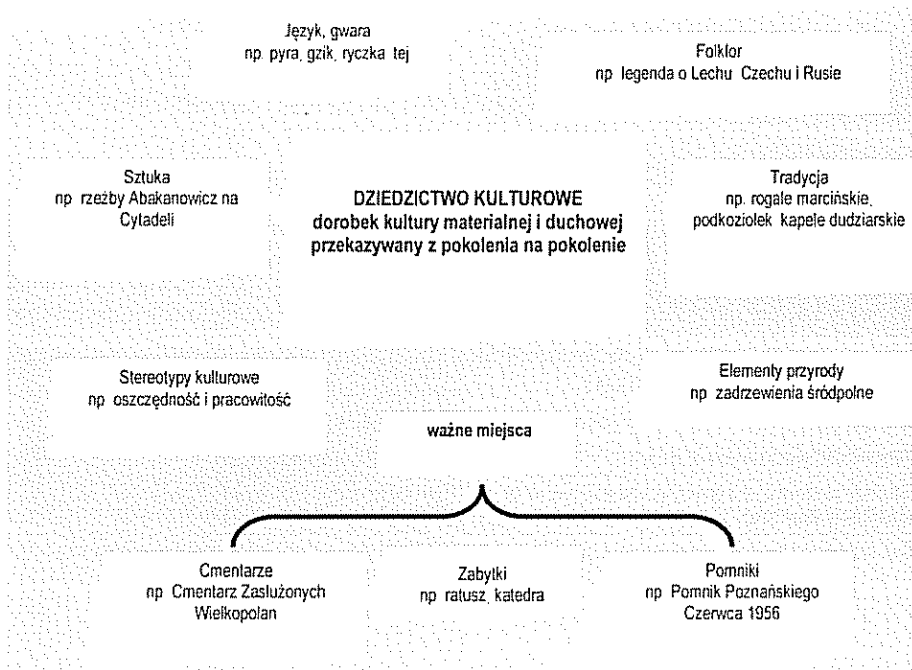 Język, gwara
np. pyra, gzik, ryczka tej
Folklor
np legenda o Lechu Czechu i Rusie
Sztuka
np rzeźby Abakanowicz na
Cytadeli
DZIEDZICTWO KULTUROWE
dorobek kultury materialnej i duchowej
przekazywany z pokolenia na pokolenie
Tradycja
np. rogale marcińskie,
podkoziołek kapele dudziarskie
Stereotypy kulturowe
np oszczędność i pracowitość
Elementy przyrody
np zadrzewienia śródpolne
ważne miejsca
Cmentarze
np Cmentarz Zasłużonych
Wielkopolan
Zabytki
np ratusz, katedra
Pomniki
np Pomnik Poznańskiego
Czerwca 1956